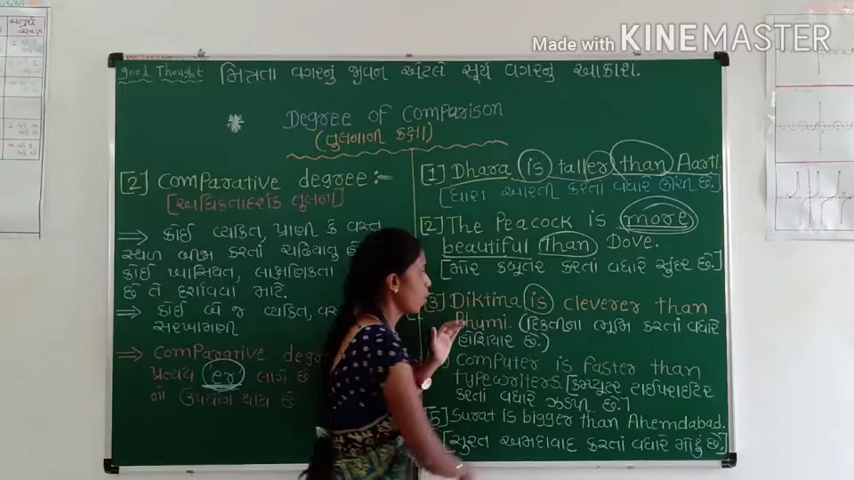 Made with KINEMASTER
Good Thought મિત્રતા વગરનું જીવન એટલે સૂર્ય વગરનું આકાશ.
Degree of Comparison
(તુલનાની કક્ષા)
[2] Comparative degree :-
[અધિકતાદર્શક તુલના]
→ કોઈ વ્યકિત, પ્રાણી કે વસ્તુ
સ્થળ બીજા કરતાં ચઢિયાતુ
કોઈ ખાસિયત, લાક્ષણિકતા
છે તે દર્શાવવા માટે.
→ કોઈ બે જ વ્યકિત,
સરખામણી
→ Comparative
પ્રત્યય er લાગે છે
નો ઉપયોગ થાય છે
[1] Dhara is taller than Aarti.
[ધારા આરતી કરતા વધારે ઊંચી છે.]
[2] The Peacock is more
beautiful than Dove.
[મોર કબુતર કરતાં વધારે સુંદર છે.]
Diktina is cleverer than
Bhumi. (દિકતીના ભૂમિ કરતાં વધારે
હોંશિયાર છે.)
Computer is faster than
typewriters. [કમ્પ્યૂટર ટાઈપરાઈટર
કરતાં વધારે ઝડપી છે.]
[5] Surat is bigger than Ahemdabad.
[સુરત અમદાવાદ કરતાં વધારે મોટું છે.]